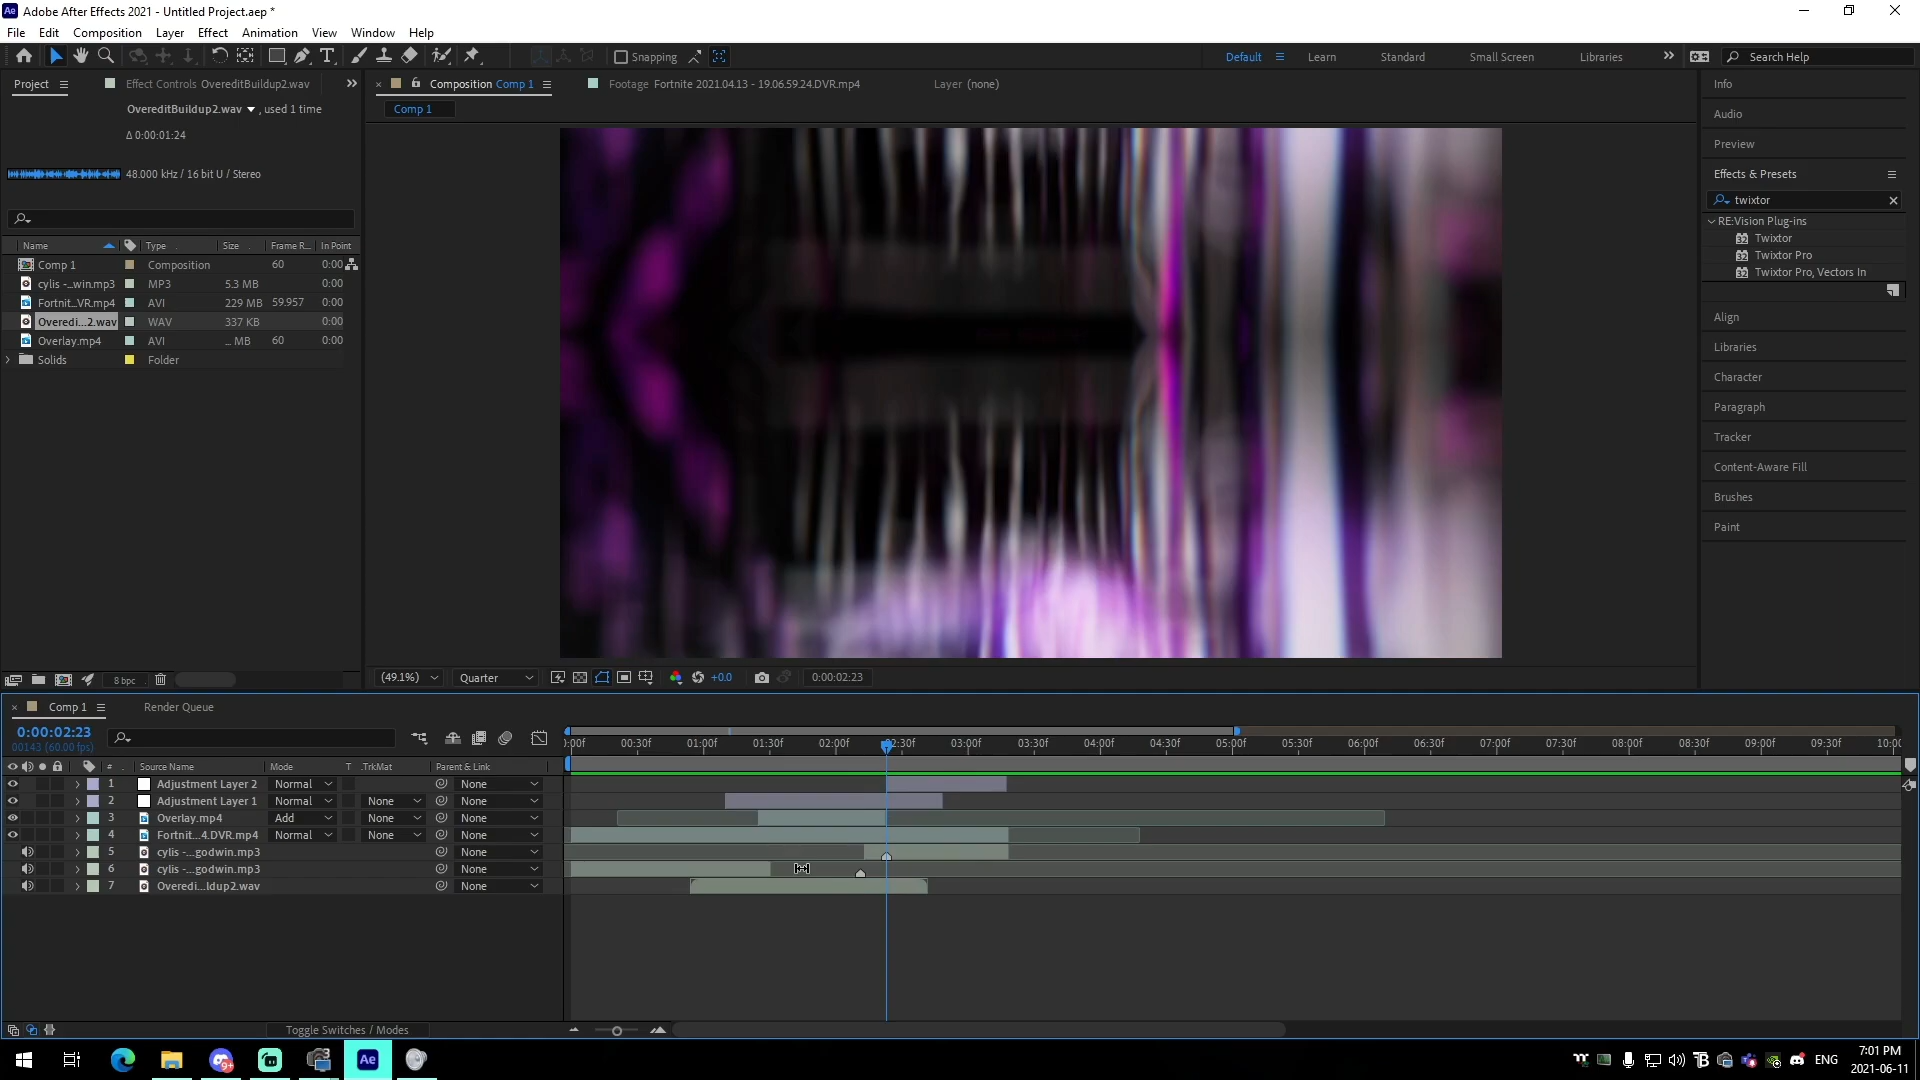 Adobe After Effects 2021 - Untitled Project.aep *
File Edit Composition Layer Effect Animation View Window Help
Snapping
Default Learn Standard Small Screen Libraries Search Help
Project Effect Controls OvereditBuildup2.wav
Composition Comp 1 Footage Fortnite 2021.04.13 - 19.06.59.24.DVR.mp4 Layer (none)
Comp 1
OvereditBuildup2.wav , used 1 time
Δ 0:00:01:24
48.000 kHz / 16 bit U / Stereo
Name Type Size Frame R... In Point
Comp 1 Composition 60 0:00
cylis -...win.mp3 MP3 5.3 MB 0:00
Fortnit...VR.mp4 AVI 229 MB 59.957 0:00
Overedi...2.wav WAV 337 KB 0:00
Overlay.mp4 AVI ... MB 60 0:00
Solids Folder
8 bpc
(49.1%) Quarter +0.0 0:00:02:23
Info
Audio
Preview
Effects & Presets
twixtor
RE:Vision Plug-ins
32 Twixtor
32 Twixtor Pro
32 Twixtor Pro, Vectors In
Align
Libraries
Character
Paragraph
Tracker
Content-Aware Fill
Brushes
Paint
Comp 1 Render Queue
0:00:02:23
00143 (60.00 fps)
:00f 00:30f 01:00f 01:30f 02:00f 02:30f 03:00f 03:30f 04:00f 04:30f 05:00f 05:30f 06:00f 06:30f 07:00f 07:30f 08:00f 08:30f 09:00f 09:30f 10:00
# Source Name Mode T .TrkMat Parent & Link
1 Adjustment Layer 2 Normal None
2 Adjustment Layer 1 Normal None None
3 Overlay.mp4 Add None None
4 Fortnit...4.DVR.mp4 Normal None None
5 cylis -...godwin.mp3 None
6 cylis -...godwin.mp3 None
7 Overedi...ldup2.wav None
Toggle Switches / Modes
Ae
ENG
7:01 PM
2021-06-11